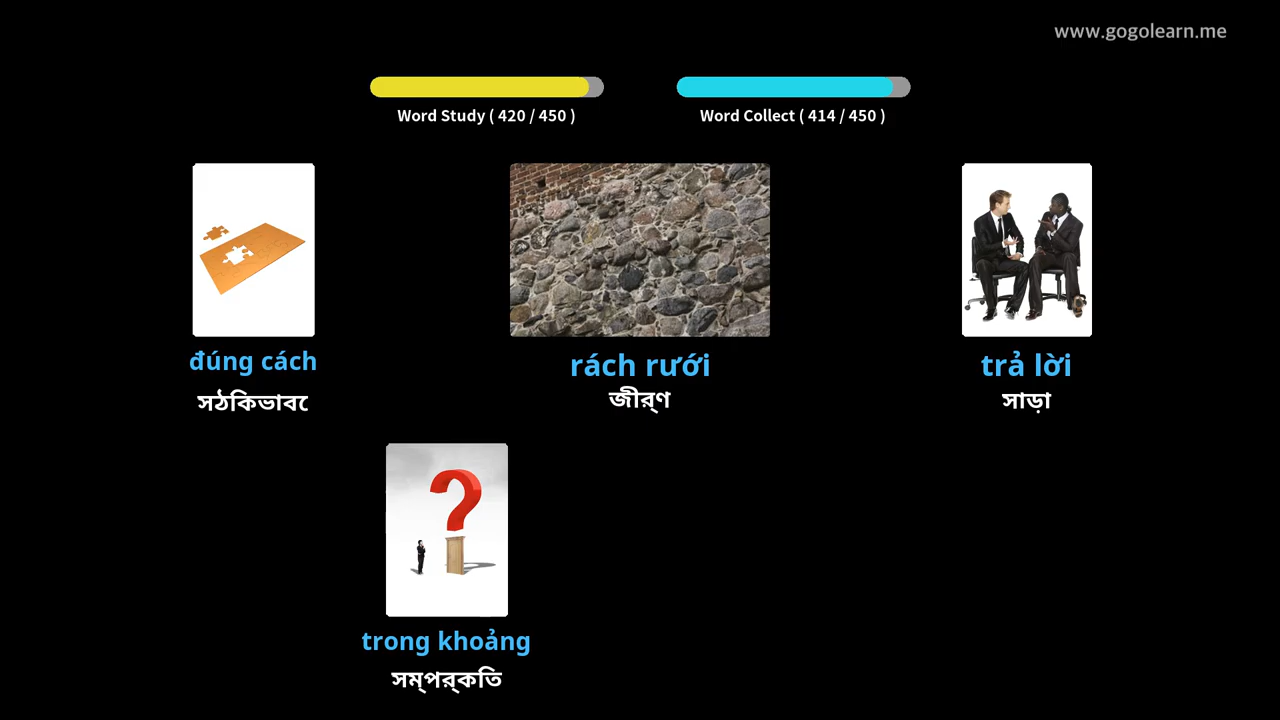 www.gogolearn.me
Word Study ( 420 / 450 )
Word Collect ( 414 / 450 )
đúng cách
সঠিকভাবে
rách rưới
জীর্ণ
trả lời
সাড়া
trong khoảng
সম্পর্কিত